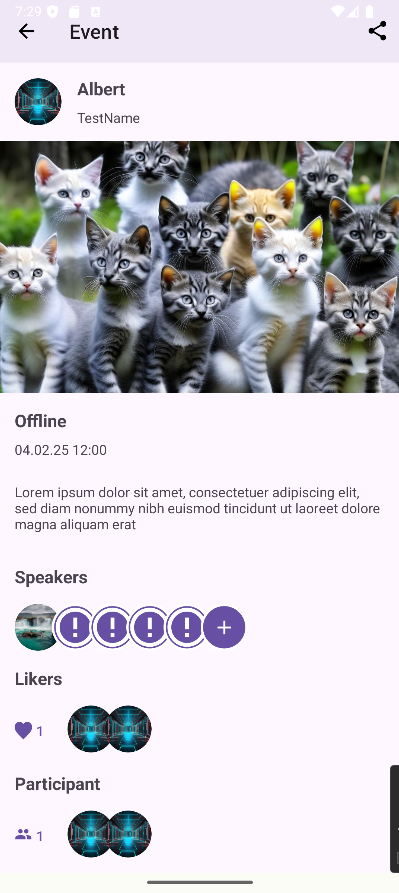 7:29
Event
Albert
TestName
Offline
04.02.25 12:00
Lorem ipsum dolor sit amet, consectetuer adipiscing elit,
sed diam nonummy nibh euismod tincidunt ut laoreet dolore
magna aliquam erat
Speakers
Likers
1
Participant
1